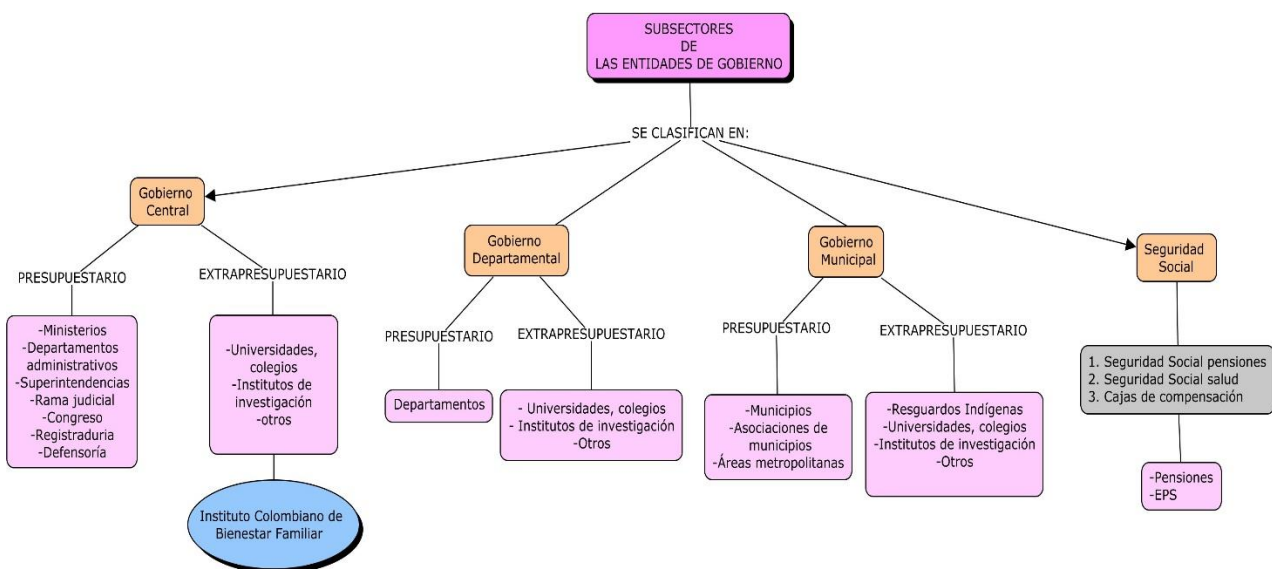 SUBSECTORES
DE
LAS ENTIDADES DE GOBIERNO
SE CLASIFICAN EN:
Gobierno
Central
PRESUPUESTARIO
-Ministerios
-Departamentos
administrativos
-Superintendencias
-Rama judicial
-Congreso
-Registraduria
-Defensoría
EXTRAPRESUPUESTARIO
-Universidades,
colegios
-Institutos de
investigación
-otros
Instituto Colombiano de
Bienestar Familiar
Gobierno
Departamental
PRESUPUESTARIO
Departamentos
EXTRAPRESUPUESTARIO
- Universidades, colegios
- Institutos de investigación
-Otros
Gobierno
Municipal
PRESUPUESTARIO
-Municipios
-Asociaciones de
municipios
-Áreas metropolitanas
EXTRAPRESUPUESTARIO
-Resguardos Indígenas
-Universidades, colegios
-Institutos de investigación
-Otros
Seguridad
Social
1. Seguridad Social pensiones
2. Seguridad Social salud
3. Cajas de compensación
-Pensiones
-EPS